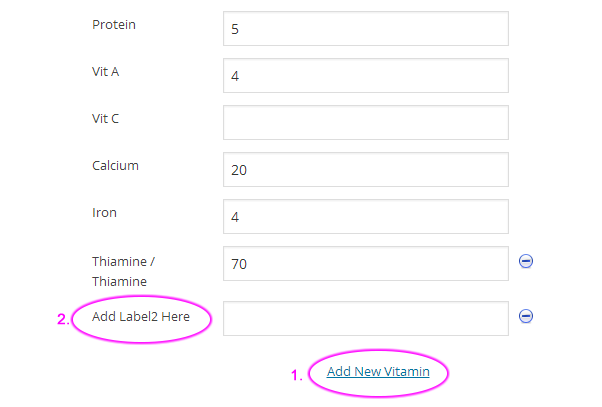 Protein 5
Vit A 4
Vit C
Calcium 20
Iron 4
Thiamine / 70
Thiamine
2. Add Label2 Here
1. Add New Vitamin